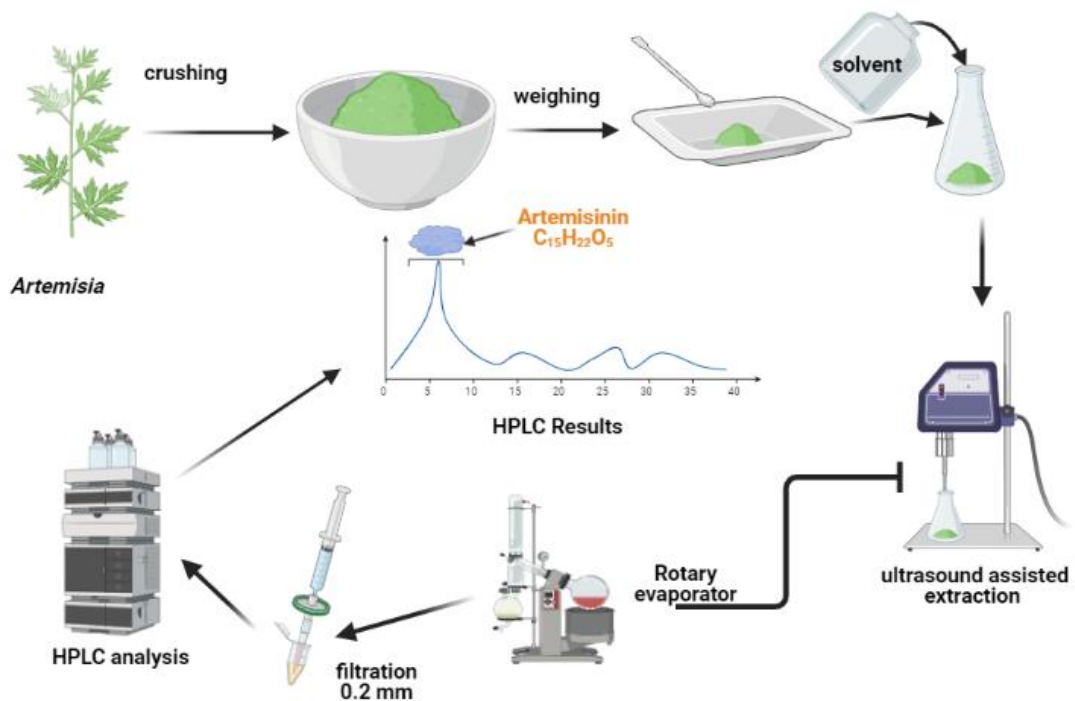 crushing
weighing
solvent
Artemisia
Artemisinin
C₁₅H₂₂O₅
0 5 10 15 20 25 30 35 40
HPLC Results
ultrasound assisted
extraction
Rotary
evaporator
filtration
0.2 mm
HPLC analysis